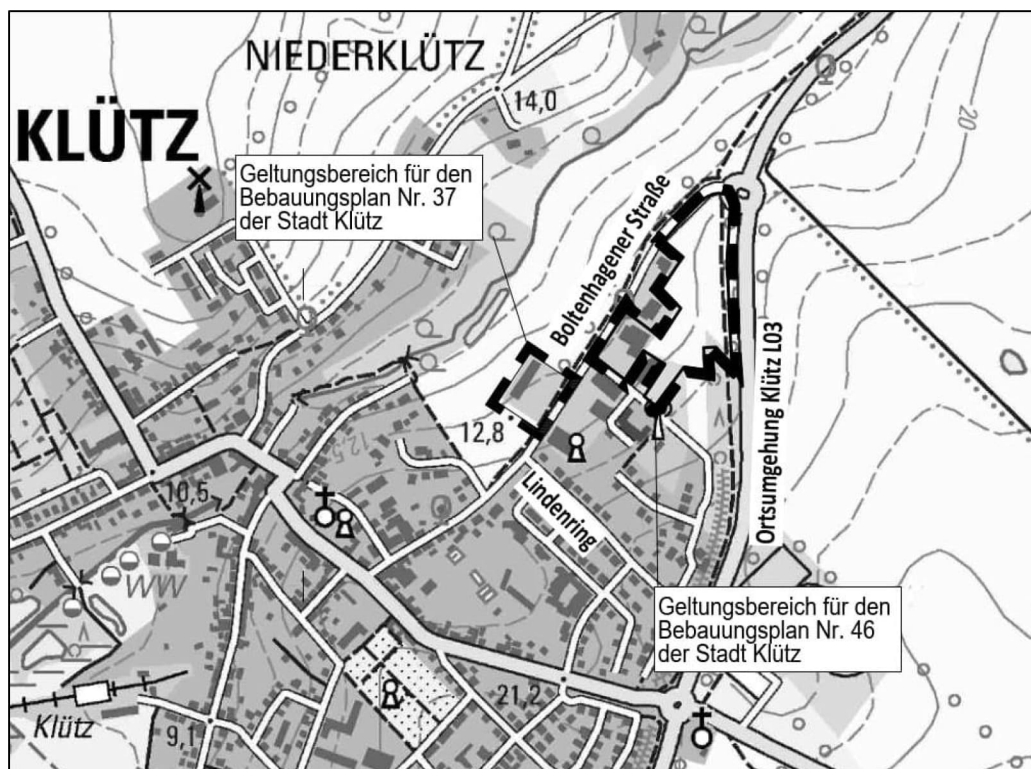 NIEDERKLÜTZ
14,0
20
KLÜTZ
Geltungsbereich für den
Bebauungsplan Nr. 37
der Stadt Klütz
Boltenhagener Straße
Ortsumgehung Klütz L03
12,8
12,5
Lindenring
10,5
WW
Geltungsbereich für den
Bebauungsplan Nr. 46
der Stadt Klütz
21,2
Klütz
9,1